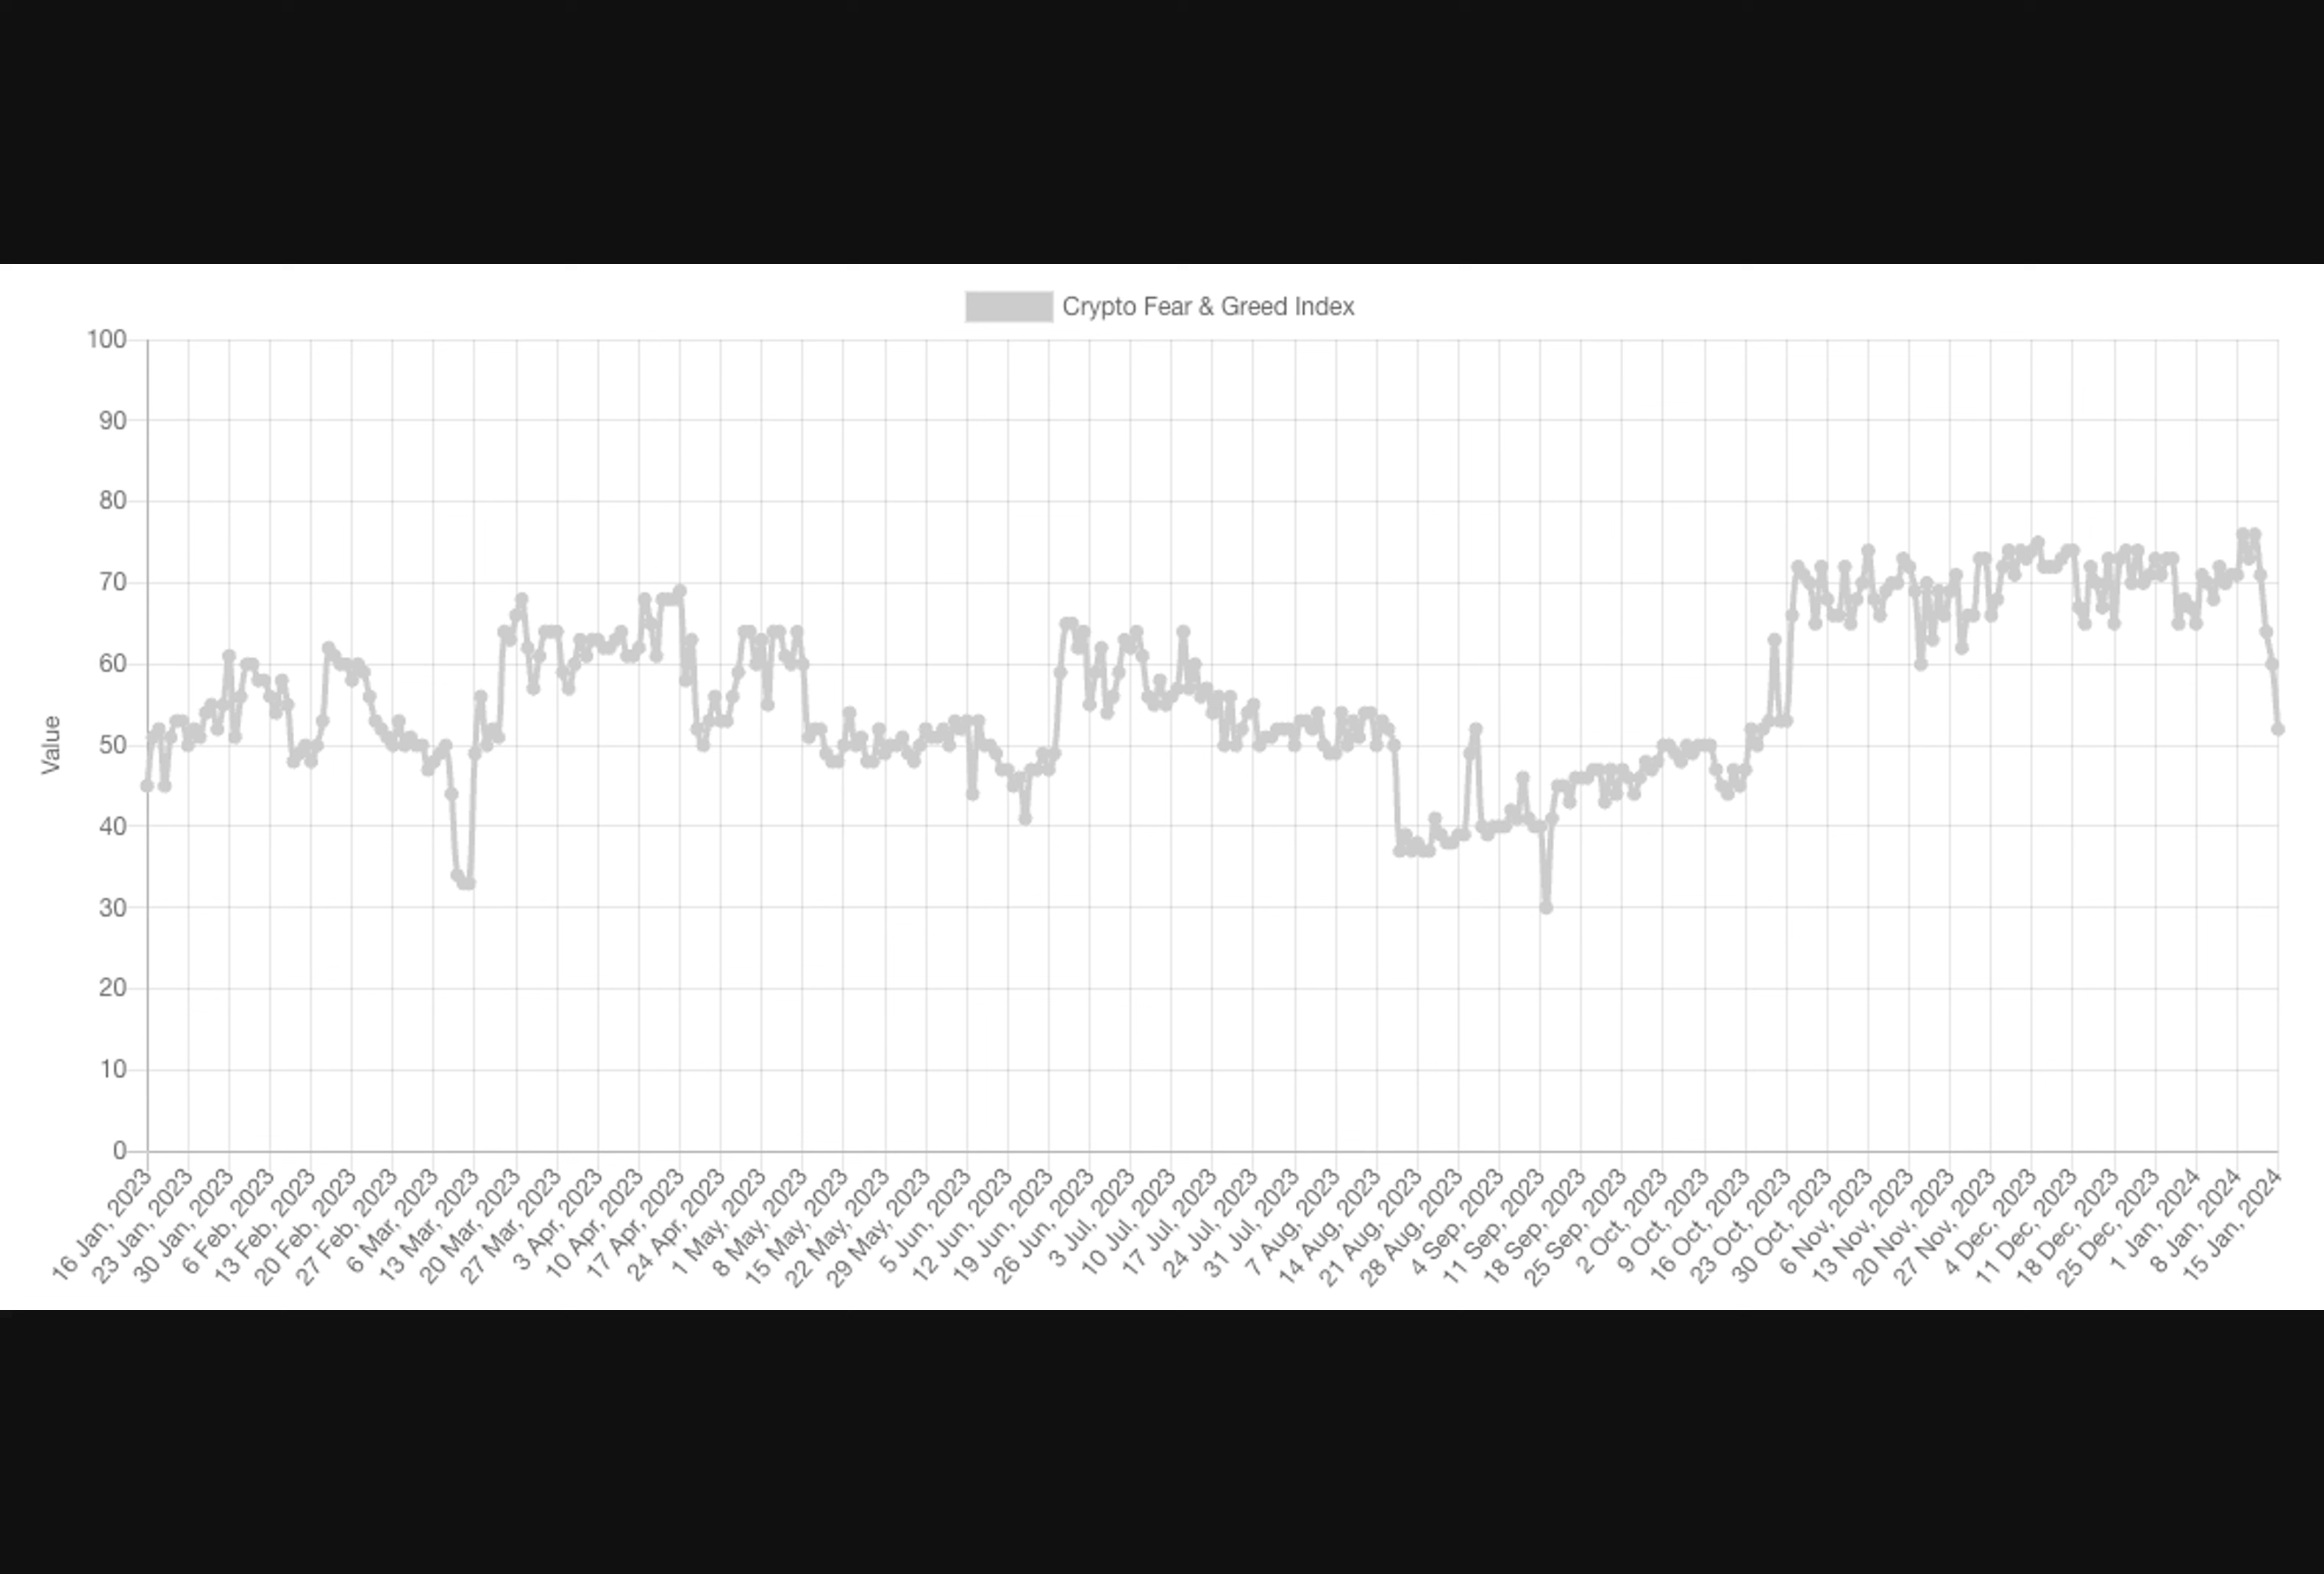 Crypto Fear & Greed Index
100
90
80
70
60
50
40
30
20
10
0
Value
16 Jan, 2023
23 Jan, 2023
30 Jan, 2023
6 Feb, 2023
13 Feb, 2023
20 Feb, 2023
27 Feb, 2023
6 Mar, 2023
13 Mar, 2023
20 Mar, 2023
27 Mar, 2023
3 Apr, 2023
10 Apr, 2023
17 Apr, 2023
24 Apr, 2023
1 May, 2023
8 May, 2023
15 May, 2023
22 May, 2023
29 May, 2023
5 Jun, 2023
12 Jun, 2023
19 Jun, 2023
26 Jun, 2023
3 Jul, 2023
10 Jul, 2023
17 Jul, 2023
24 Jul, 2023
31 Jul, 2023
7 Aug, 2023
14 Aug, 2023
21 Aug, 2023
28 Aug, 2023
4 Sep, 2023
11 Sep, 2023
18 Sep, 2023
25 Sep, 2023
2 Oct, 2023
9 Oct, 2023
16 Oct, 2023
23 Oct, 2023
30 Oct, 2023
6 Nov, 2023
13 Nov, 2023
20 Nov, 2023
27 Nov, 2023
4 Dec, 2023
11 Dec, 2023
18 Dec, 2023
25 Dec, 2023
1 Jan, 2024
8 Jan, 2024
15 Jan, 2024